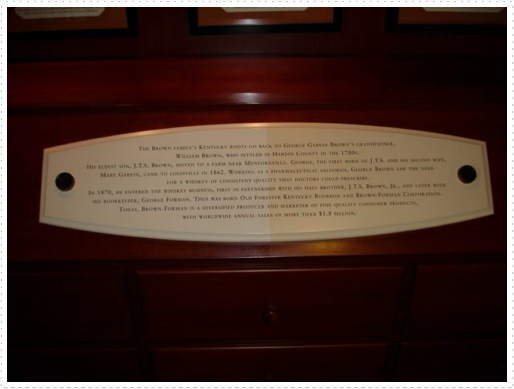 THE BROWN FAMILY'S KENTUCKY ROOTS GO BACK TO GEORGE GARVIN BROWN'S GRANDFATHER,
WILLIAM BROWN, WHO SETTLED IN HARDIN COUNTY IN THE 1780s.
HIS ELDEST SON, J.T.S. BROWN, MOVED TO A FARM NEAR MUNFORDVILLE. GEORGE, THE FIRST BORN OF J.T.S. AND HIS SECOND WIFE,
MARY GARVIN, CAME TO LOUISVILLE IN 1862. WORKING AS A PHARMACEUTICAL SALESMAN, GEORGE BROWN SAW THE NEED
FOR A WHISKEY OF CONSISTENT QUALITY THAT DOCTORS COULD PRESCRIBE.
IN 1870, HE ENTERED THE WHISKEY BUSINESS, FIRST IN PARTNERSHIP WITH HIS HALF BROTHER, J.T.S. BROWN, JR., AND LATER WITH
HIS BOOKKEEPER, GEORGE FORMAN. THUS WAS BORN OLD FORESTER KENTUCKY BOURBON AND BROWN-FORMAN CORPORATION.
TODAY, BROWN-FORMAN IS A DIVERSIFIED PRODUCER AND MARKETER OF FINE QUALITY CONSUMER PRODUCTS,
WITH WORLDWIDE ANNUAL SALES OF MORE THAN $1.8 BILLION.